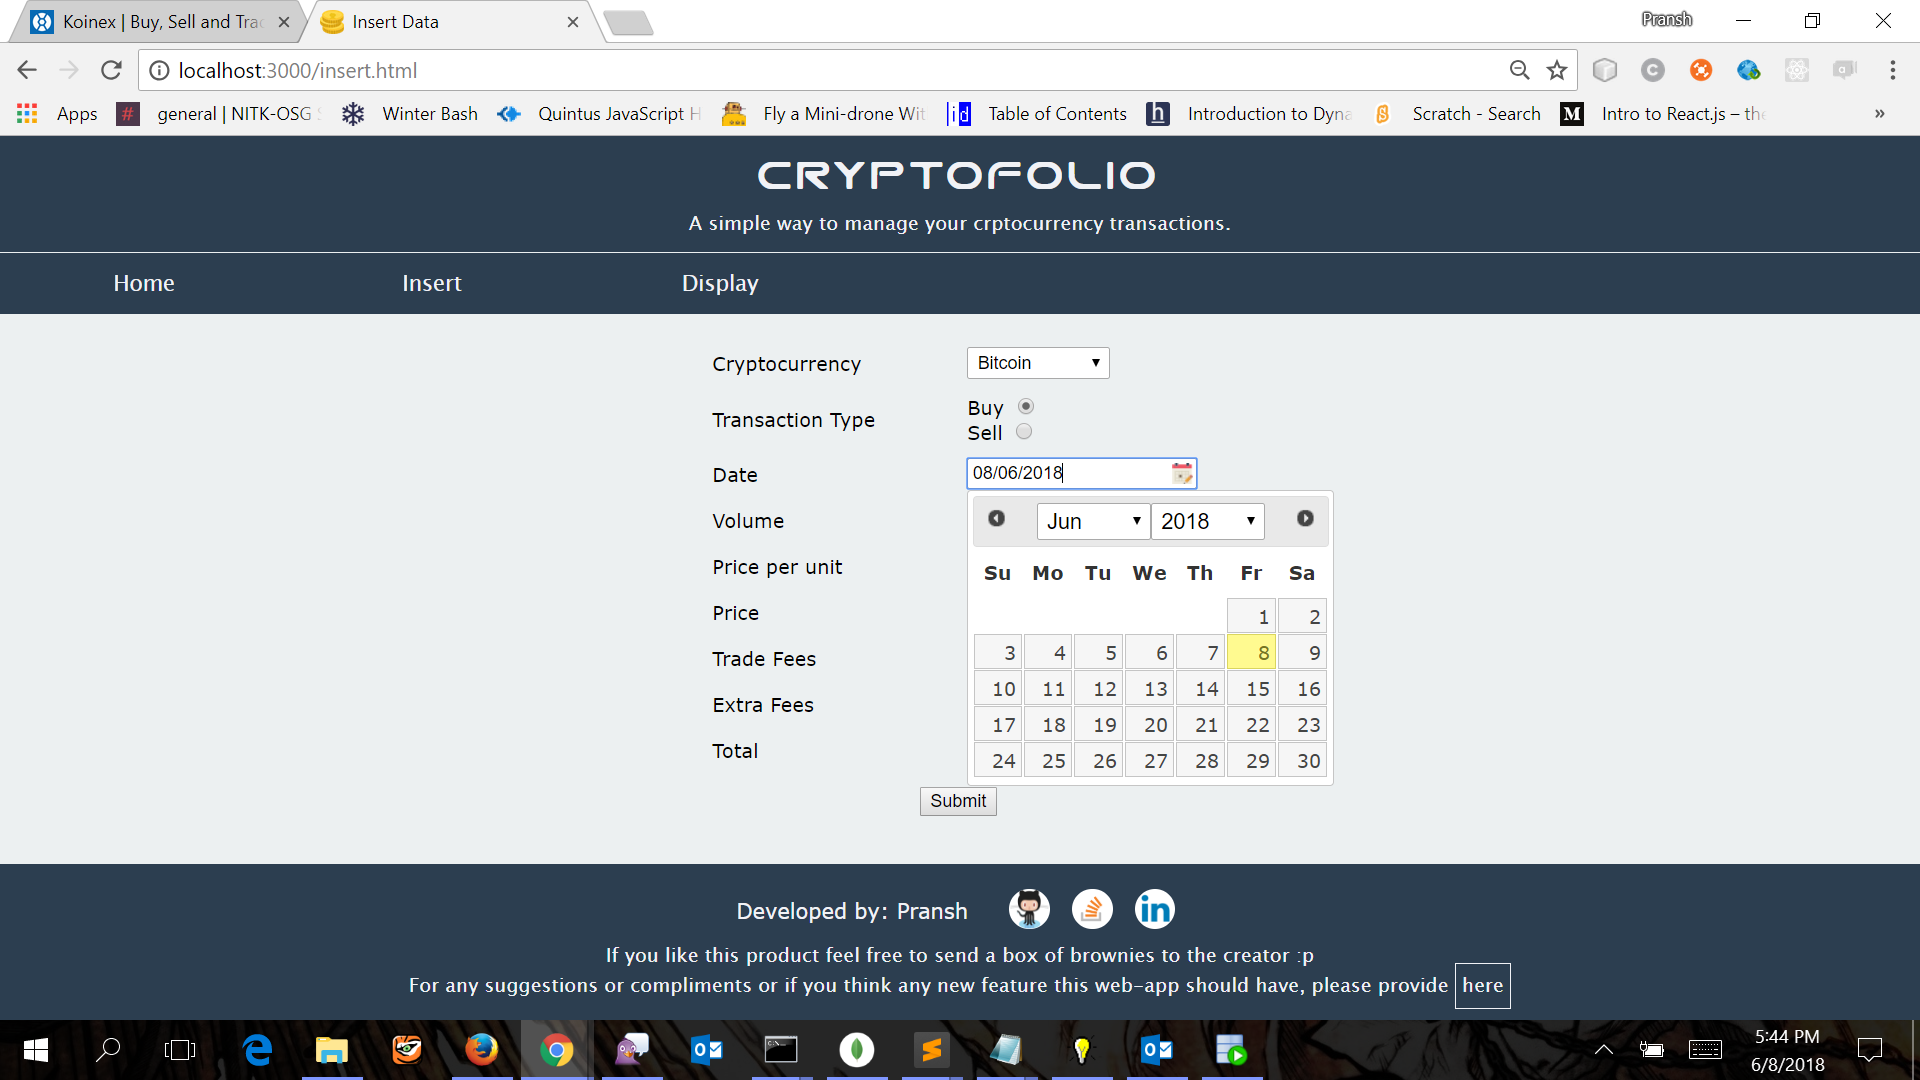 Koinex | Buy, Sell and Tra
Insert Data
Pransh
localhost:3000/insert.html
Apps
#
general | NITK-OSG
Winter Bash
Quintus JavaScript H
Fly a Mini-drone Wit
id
Table of Contents
h
Introduction to Dyna
Scratch - Search
M
Intro to React.js – the
»
CRYPTOFOLIO
A simple way to manage your crptocurrency transactions.
Home
Insert
Display
Cryptocurrency
Bitcoin
Transaction Type
Buy
Sell
Date
08/06/2018
Volume
Price per unit
Price
Trade Fees
Extra Fees
Total
Jun
2018
Su Mo Tu We Th Fr Sa
1 2
3 4 5 6 7 8 9
10 11 12 13 14 15 16
17 18 19 20 21 22 23
24 25 26 27 28 29 30
Submit
Developed by: Pransh
in
If you like this product feel free to send a box of brownies to the creator :p
For any suggestions or compliments or if you think any new feature this web-app should have, please provide here
5:44 PM
6/8/2018